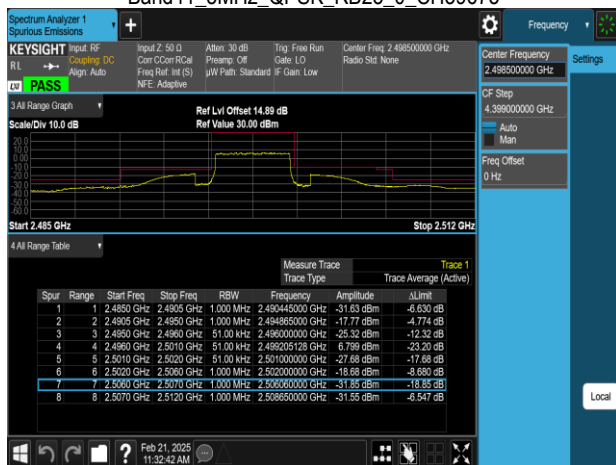 Band41_5MHz_QPSK_RB25_0_CH39675
Spectrum Analyzer 1
Spurious Emissions
Frequency
KEYSIGHT
RL
LXI
PASS
Input: RF
Coupling: DC
Align: Auto
Input Z: 50 Ω
Corr CCorr RCal
Freq Ref: Int (S)
NFE: Adaptive
Atten: 30 dB
Preamp: Off
µW Path: Standard
Trig: Free Run
Gate: LO
IF Gain: Low
Center Freq: 2.498500000 GHz
Radio Std: None
Center Frequency
2.498500000 GHz
Settings
CF Step
4.399000000 GHz
Auto
Man
Freq Offset
0 Hz
Local
3 All Range Graph
Scale/Div 10.0 dB
Ref Lvl Offset 14.89 dB
Ref Value 30.00 dBm
20.0
10.0
0.00
-10.0
-20.0
-30.0
-40.0
-50.0
-60.0
Start 2.485 GHz
Stop 2.512 GHz
4 All Range Table
Measure Trace Trace 1
Trace Type Trace Average (Active)
Spur Range Start Freq Stop Freq RBW Frequency Amplitude ΔLimit
1 1 2.4850 GHz 2.4905 GHz 1.000 MHz 2.490445000 GHz -31.63 dBm -6.630 dB
2 2 2.4905 GHz 2.4950 GHz 1.000 MHz 2.494865000 GHz -17.77 dBm -4.774 dB
3 3 2.4950 GHz 2.4960 GHz 51.00 kHz 2.496000000 GHz -25.32 dBm -12.32 dB
4 4 2.4960 GHz 2.5010 GHz 51.00 kHz 2.499205128 GHz 6.799 dBm -23.20 dB
5 5 2.5010 GHz 2.5020 GHz 51.00 kHz 2.501000000 GHz -27.68 dBm -17.68 dB
6 6 2.5020 GHz 2.5060 GHz 1.000 MHz 2.502000000 GHz -18.68 dBm -8.680 dB
7 7 2.5060 GHz 2.5070 GHz 1.000 MHz 2.506060000 GHz -31.85 dBm -18.85 dB
8 8 2.5070 GHz 2.5120 GHz 1.000 MHz 2.508650000 GHz -31.55 dBm -6.547 dB
Feb 21, 2025
11:32:42 AM